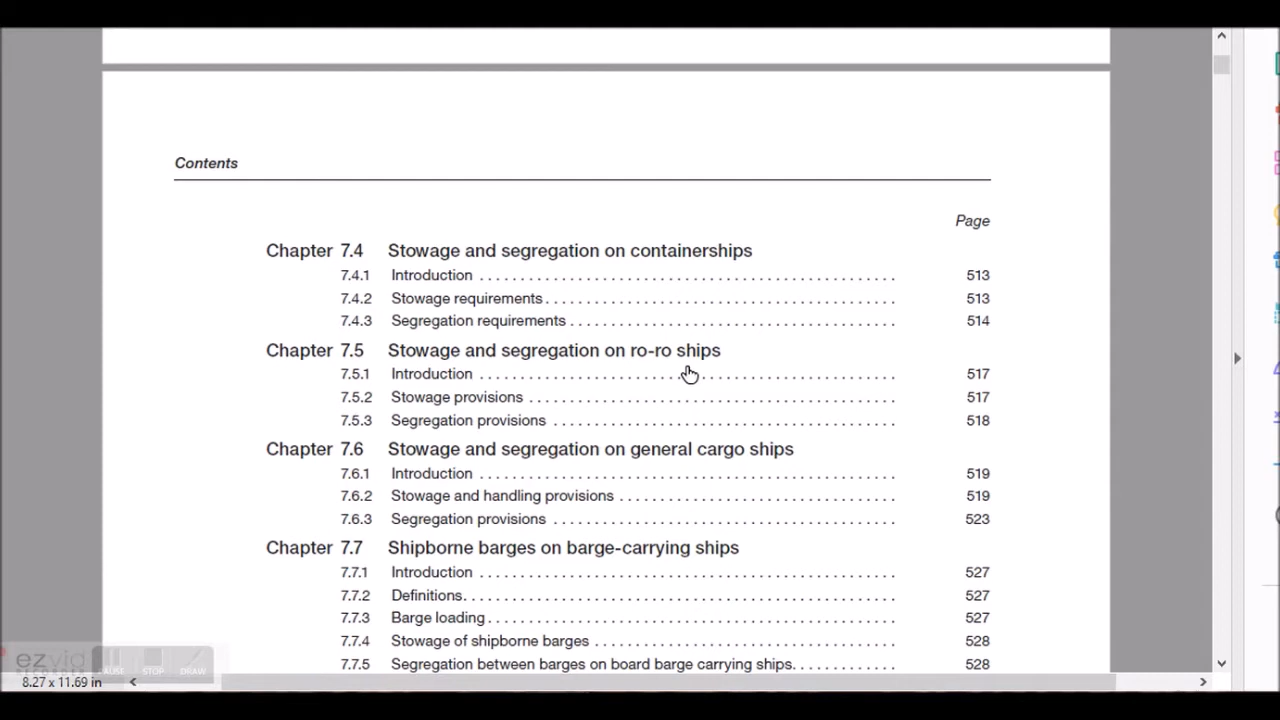 Contents
Page
Chapter 7.4 Stowage and segregation on containerships
7.4.1 Introduction . . . . . . . . . . . . . . . . . . . . . . . . . . . . . . . . . . . . . . . . . . . . . . . . . . . . . 513
7.4.2 Stowage requirements . . . . . . . . . . . . . . . . . . . . . . . . . . . . . . . . . . . . . . . . . . . . . 513
7.4.3 Segregation requirements . . . . . . . . . . . . . . . . . . . . . . . . . . . . . . . . . . . . . . . . . . 514
Chapter 7.5 Stowage and segregation on ro-ro ships
7.5.1 Introduction . . . . . . . . . . . . . . . . . . . . . . . . . . . . . . . . . . . . . . . . . . . . . . . . . . . . . 517
7.5.2 Stowage provisions . . . . . . . . . . . . . . . . . . . . . . . . . . . . . . . . . . . . . . . . . . . . . . . 517
7.5.3 Segregation provisions . . . . . . . . . . . . . . . . . . . . . . . . . . . . . . . . . . . . . . . . . . . . 518
Chapter 7.6 Stowage and segregation on general cargo ships
7.6.1 Introduction . . . . . . . . . . . . . . . . . . . . . . . . . . . . . . . . . . . . . . . . . . . . . . . . . . . . . 519
7.6.2 Stowage and handling provisions . . . . . . . . . . . . . . . . . . . . . . . . . . . . . . . . . . . 519
7.6.3 Segregation provisions . . . . . . . . . . . . . . . . . . . . . . . . . . . . . . . . . . . . . . . . . . . . 523
Chapter 7.7 Shipborne barges on barge-carrying ships
7.7.1 Introduction . . . . . . . . . . . . . . . . . . . . . . . . . . . . . . . . . . . . . . . . . . . . . . . . . . . . . 527
7.7.2 Definitions. . . . . . . . . . . . . . . . . . . . . . . . . . . . . . . . . . . . . . . . . . . . . . . . . . . . . . 527
7.7.3 Barge loading . . . . . . . . . . . . . . . . . . . . . . . . . . . . . . . . . . . . . . . . . . . . . . . . . . . . 527
7.7.4 Stowage of shipborne barges . . . . . . . . . . . . . . . . . . . . . . . . . . . . . . . . . . . . . . 528
7.7.5 Segregation between barges on board barge carrying ships. . . . . . . . . . . . . 528
ezvid
RECORDER
PAUSE STOP DRAW
8.27 x 11.69 in